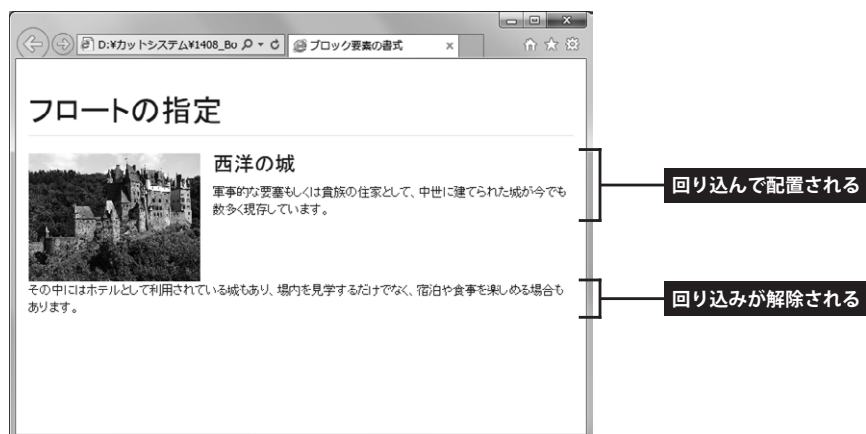 D:¥カットシステム¥1408_Bo
ブロック要素の書式
フロートの指定
西洋の城
軍事的な要塞もしくは貴族の住家として、中世に建てられた城が今でも
数多く現存しています。
回り込んで配置される
その中にはホテルとして利用されている城もあり、場内を見学するだけでなく、宿泊や食事を楽しめる場合も
あります。
回り込みが解除される